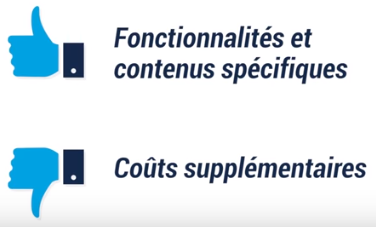 Fonctionnalités et
contenus spécifiques
Coûts supplémentaires